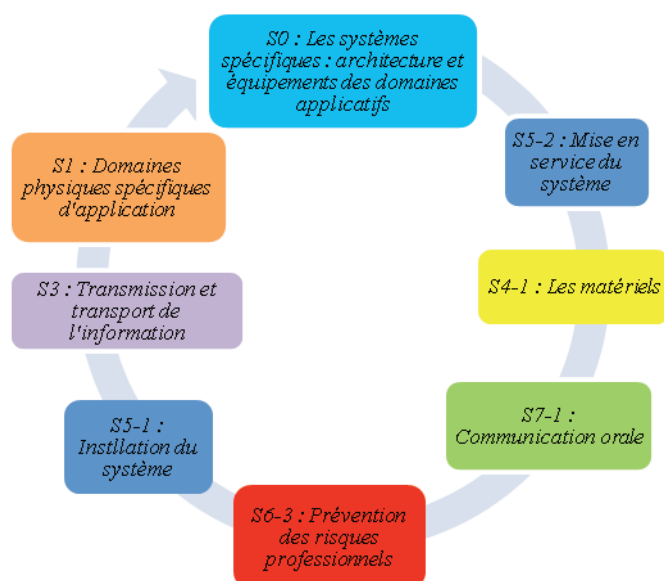 S0 : Les systèmes
spécifiques : architecture et
équipements des domaines
applicatifs
S5-2 : Mise en
service du
système
S4-1 : Les matériels
S7-1 :
Communication orale
S6-3 : Prévention
des risques
professionnels
S5-1 :
Instllation du
système
S3 : Transmission et
transport de
l'information
S1 : Domaines
physiques spécifiques
d'application